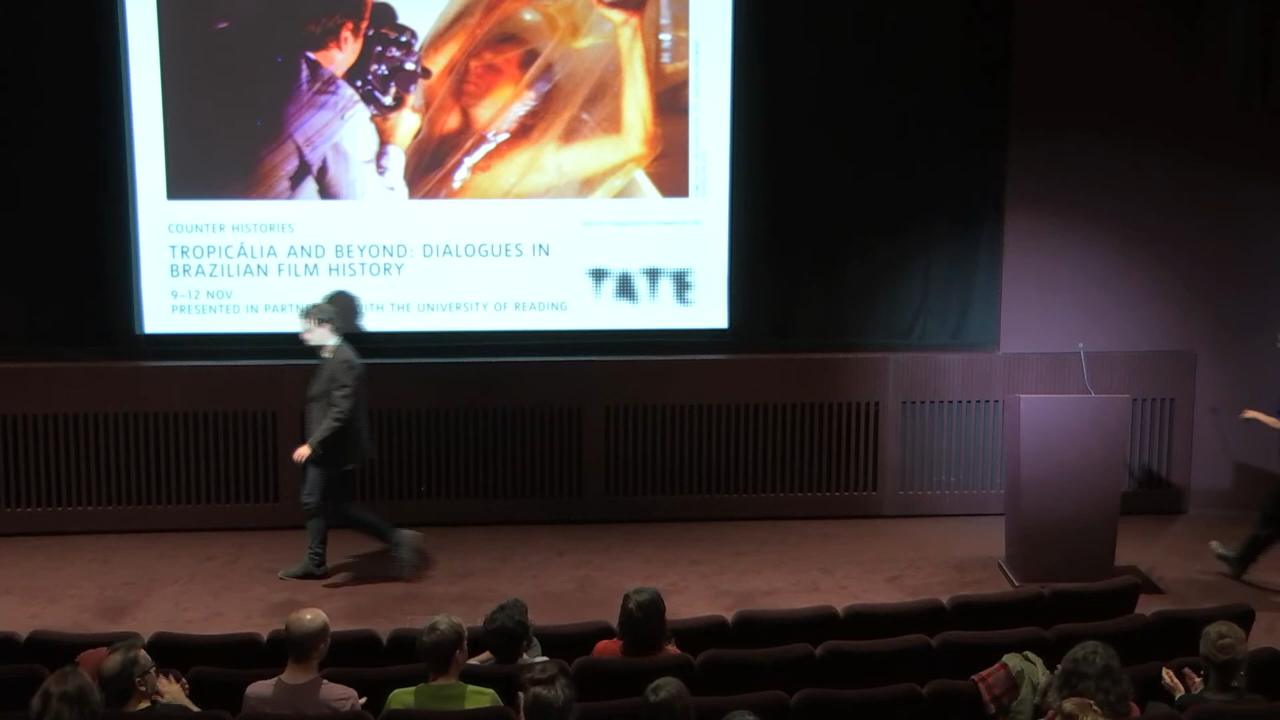 COUNTER HISTORIES
TROPICÁLIA AND BEYOND: DIALOGUES IN
BRAZILIAN FILM HISTORY
TATE
9–12 NOV
PRESENTED IN WITH THE UNIVERSITY OF READING